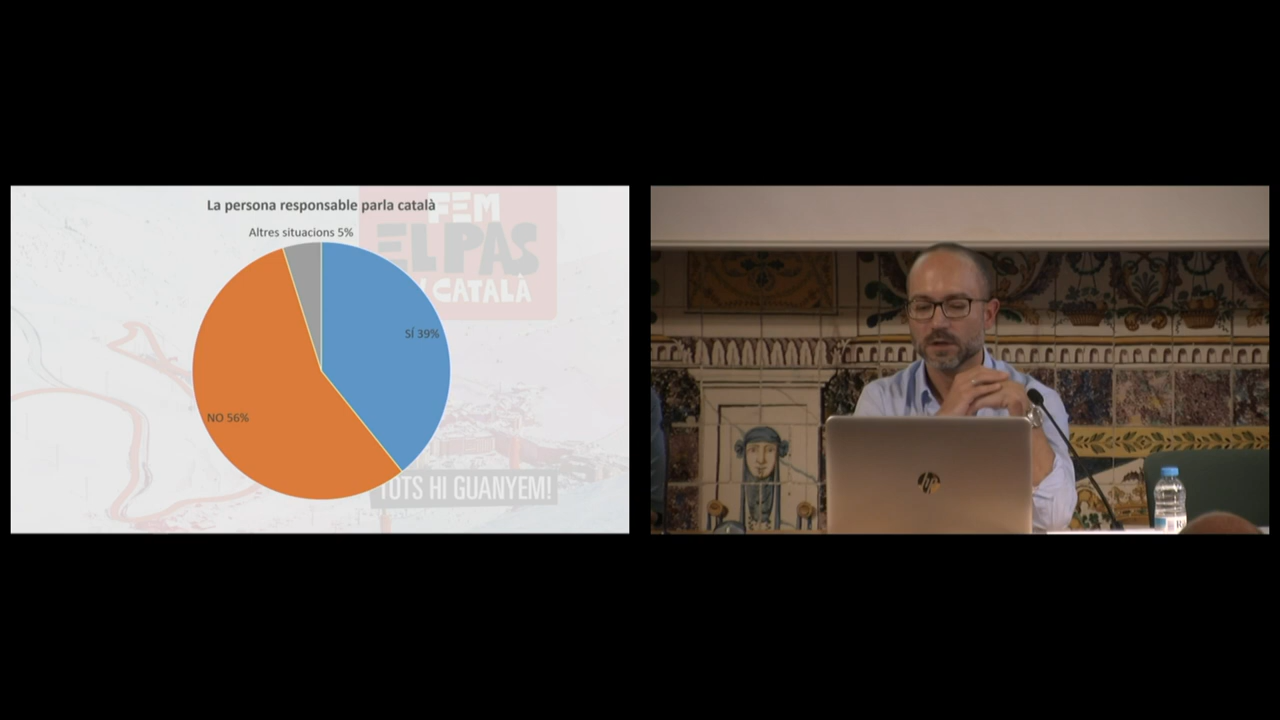 La persona responsable parla català
Altres situacions 5%
FEM
EL PAS
CATALÀ
SÍ 39%
NO 56%
TOTS HI GUANYEM!
hp